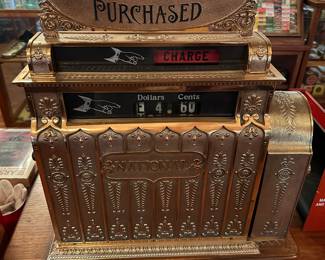 PURCHASED
CHARGE
Dollars Cents
4. 60
NATIONAL